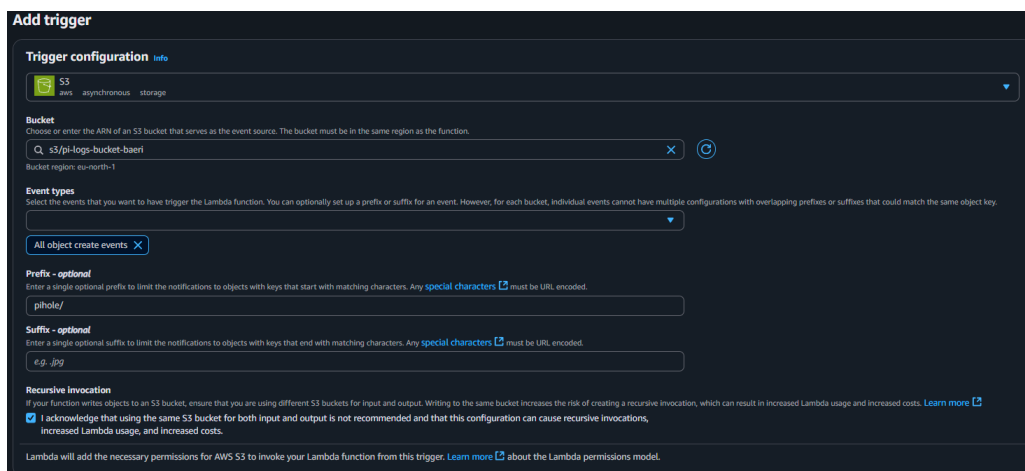 Add trigger
Trigger configuration Info
S3
aws asynchronous storage
Bucket
Choose or enter the ARN of an S3 bucket that serves as the event source. The bucket must be in the same region as the function.
s3/pi-logs-bucket-baeri
Bucket region: eu-north-1
Event types
Select the events that you want to have trigger the Lambda function. You can optionally set up a prefix or suffix for an event. However, for each bucket, individual events cannot have multiple configurations with overlapping prefixes or suffixes that could match the same object key.
All object create events
Prefix - optional
Enter a single optional prefix to limit the notifications to objects with keys that start with matching characters. Any special characters must be URL encoded.
pihole/
Suffix - optional
Enter a single optional suffix to limit the notifications to objects with keys that end with matching characters. Any special characters must be URL encoded.
e.g. .jpg
Recursive invocation
If your function writes objects to an S3 bucket, ensure that you are using different S3 buckets for input and output. Writing to the same bucket increases the risk of creating a recursive invocation, which can result in increased Lambda usage and increased costs. Learn more
I acknowledge that using the same S3 bucket for both input and output is not recommended and that this configuration can cause recursive invocations,
increased Lambda usage, and increased costs.
Lambda will add the necessary permissions for AWS S3 to invoke your Lambda function from this trigger. Learn more about the Lambda permissions model.